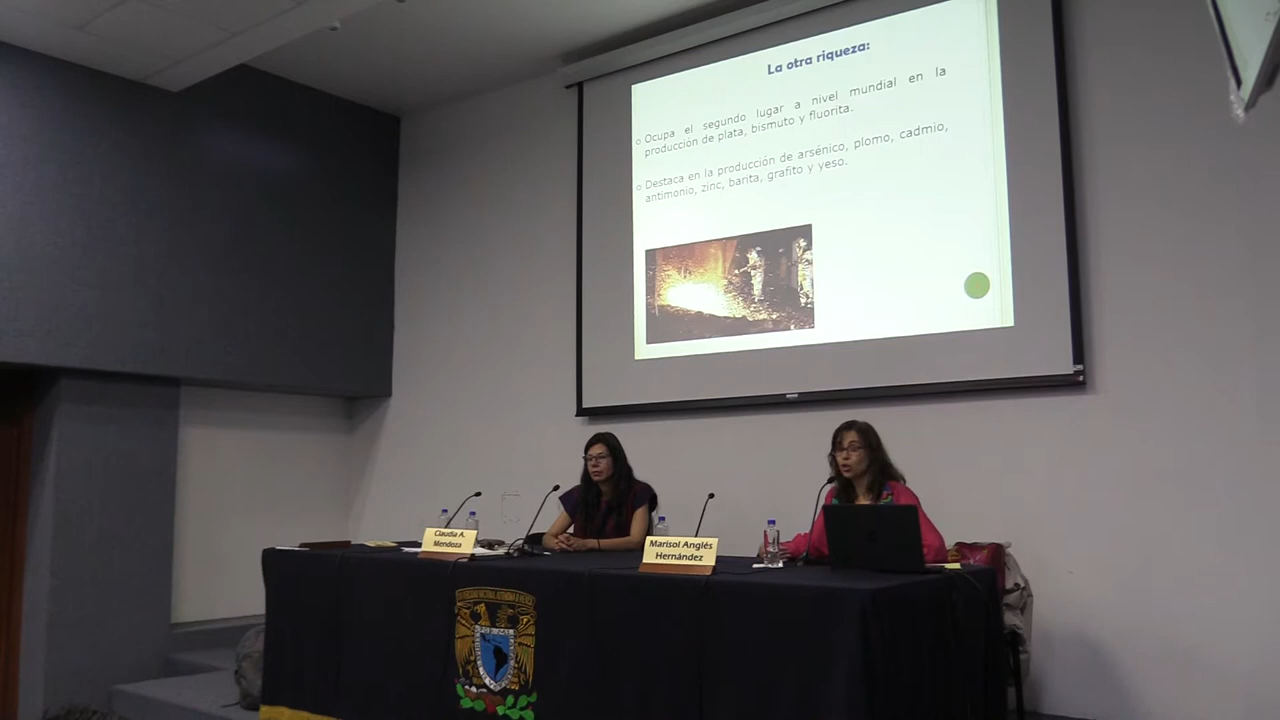 La otra riqueza:
Ocupa el segundo lugar a nivel mundial en la
producción de plata, bismuto y fluorita.
Destaca en la producción de arsénico, plomo, cadmio,
antimonio, zinc, barita, grafito y yeso.
Claudia A.
Mendoza
Marisol Anglés
Hernández